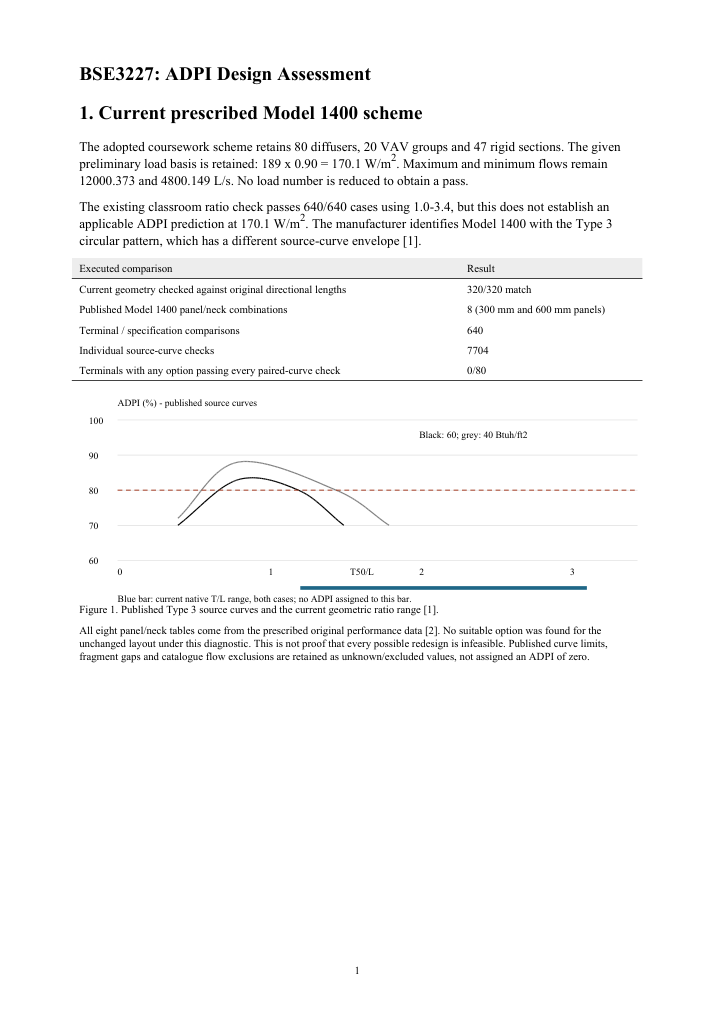 BSE3227: ADPI Design Assessment
1. Current prescribed Model 1400 scheme
The adopted coursework scheme retains 80 diffusers, 20 VAV groups and 47 rigid sections. The given
preliminary load basis is retained: 189 x 0.90 = 170.1 W/m2. Maximum and minimum flows remain
12000.373 and 4800.149 L/s. No load number is reduced to obtain a pass.
The existing classroom ratio check passes 640/640 cases using 1.0-3.4, but this does not establish an
applicable ADPI prediction at 170.1 W/m2. The manufacturer identifies Model 1400 with the Type 3
circular pattern, which has a different source-curve envelope [1].
Executed comparison Result
Current geometry checked against original directional lengths 320/320 match
Published Model 1400 panel/neck combinations 8 (300 mm and 600 mm panels)
Terminal / specification comparisons 640
Individual source-curve checks 7704
Terminals with any option passing every paired-curve check 0/80
ADPI (%) - published source curves
100
Black: 60; grey: 40 Btuh/ft2
90
80
70
60
0 1 T50/L 2 3
Blue bar: current native T/L range, both cases; no ADPI assigned to this bar.
Figure 1. Published Type 3 source curves and the current geometric ratio range [1].
All eight panel/neck tables come from the prescribed original performance data [2]. No suitable option was found for the
unchanged layout under this diagnostic. This is not proof that every possible redesign is infeasible. Published curve limits,
fragment gaps and catalogue flow exclusions are retained as unknown/excluded values, not assigned an ADPI of zero.
1